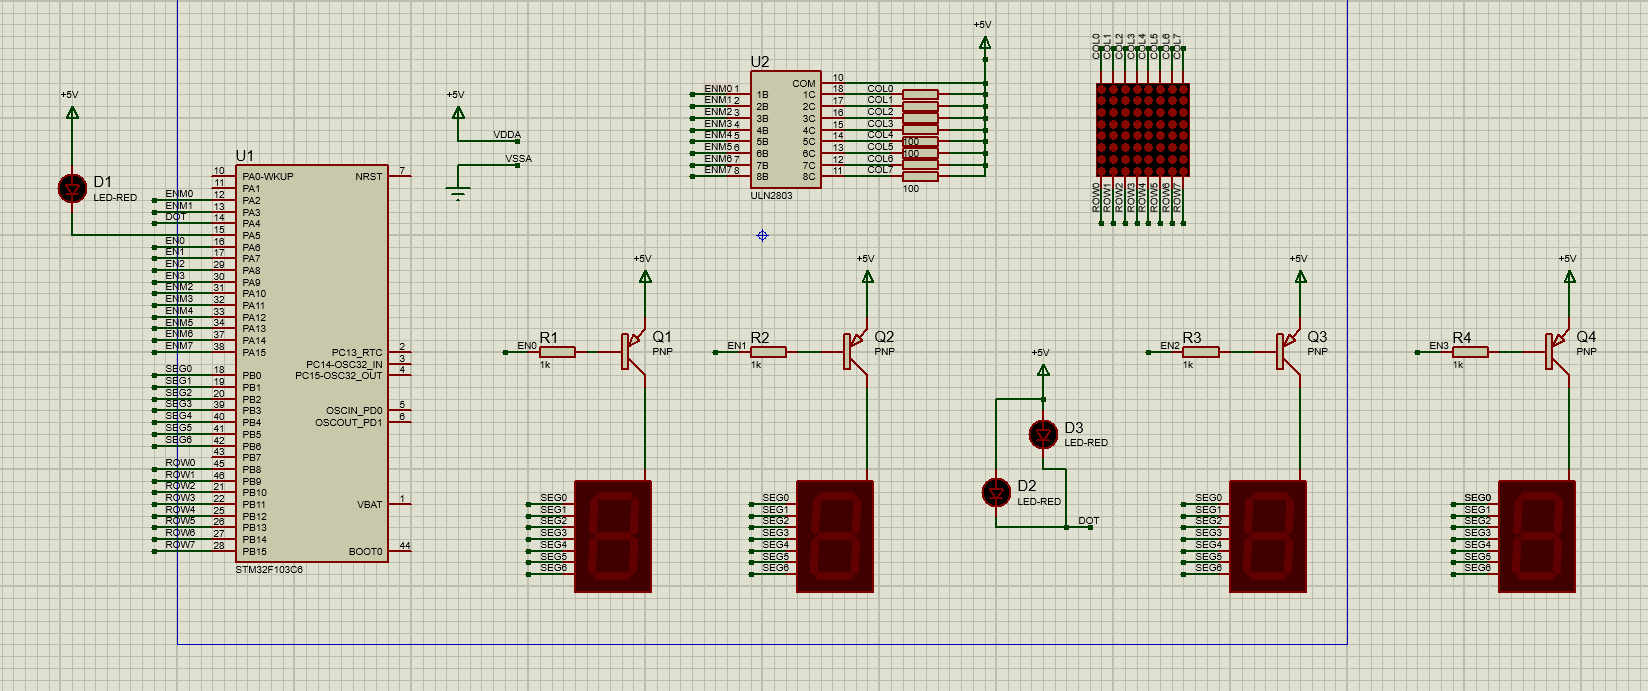 +5V
D1
LED-RED
+5V
VDDA
VSSA
U1
10 PA0-WKUP
11 PA1
ENM0 12 PA2
ENM1 13 PA3
DOT 14 PA4
15 PA5
EN0 16 PA6
EN1 17 PA7
EN2 29 PA8
EN3 30 PA9
ENM2 31 PA10
ENM3 32 PA11
ENM4 33 PA12
ENM5 34 PA13
ENM6 37 PA14
ENM7 38 PA15
SEG0 18 PB0
SEG1 19 PB1
SEG2 20 PB2
SEG3 39 PB3
SEG4 40 PB4
SEG5 41 PB5
SEG6 42 PB6
43 PB7
ROW0 45 PB8
ROW1 46 PB9
ROW2 21 PB10
ROW3 22 PB11
ROW4 25 PB12
ROW5 26 PB13
ROW6 27 PB14
ROW7 28 PB15
NRST 7
PC13_RTC 2
PC14-OSC32_IN 3
PC15-OSC32_OUT 4
OSCIN_PD0 5
OSCOUT_PD1 6
VBAT 1
BOOT0 44
STM32F103C6
+5V
U2
COM 10
ENM0 1 1B 1C 18 COL0
ENM1 2 2B 2C 17 COL1
ENM2 3 3B 3C 16 COL2
ENM3 4 4B 4C 15 COL3
ENM4 5 5B 5C 14 COL4 100
ENM5 6 6B 6C 13 COL5 100
ENM6 7 7B 7C 12 COL6
ENM7 8 8B 8C 11 COL7
100
ULN2803
COL0 COL1 COL2 COL3 COL4 COL5 COL6 COL7
ROW0 ROW1 ROW2 ROW3 ROW4 ROW5 ROW6 ROW7
+5V
EN0
R1
1k
Q1
PNP
SEG0
SEG1
SEG2
SEG3
SEG4
SEG5
SEG6
+5V
EN1
R2
1k
Q2
PNP
SEG0
SEG1
SEG2
SEG3
SEG4
SEG5
SEG6
+5V
D3
LED-RED
D2
LED-RED
DOT
+5V
EN2
R3
1k
Q3
PNP
SEG0
SEG1
SEG2
SEG3
SEG4
SEG5
SEG6
+5V
EN3
R4
1k
Q4
PNP
SEG0
SEG1
SEG2
SEG3
SEG4
SEG5
SEG6